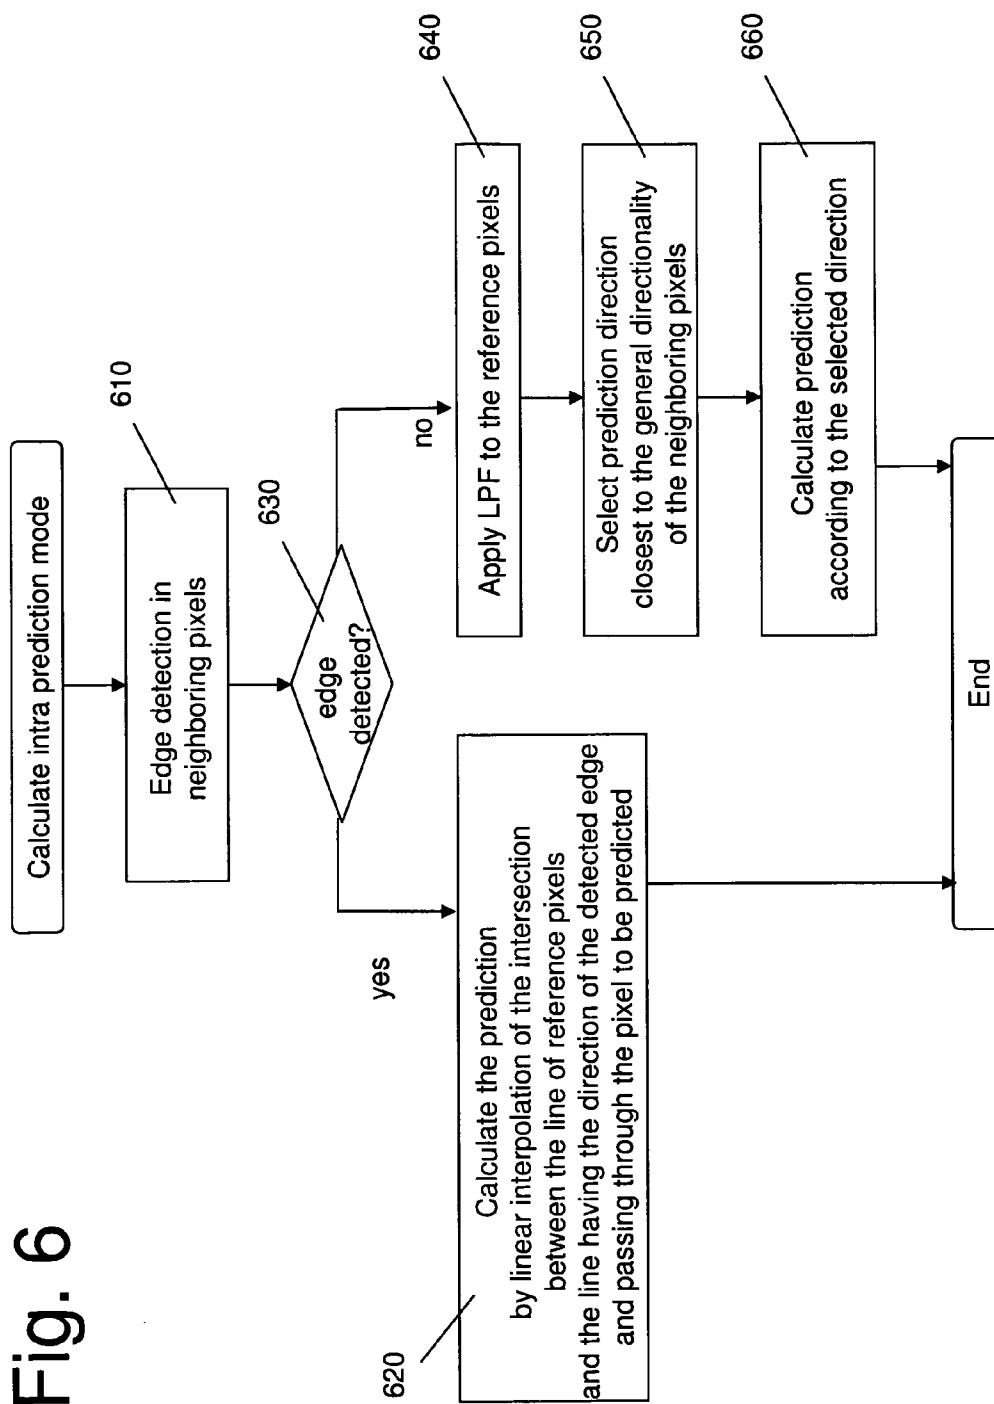 Fig. 6
Calculate intra prediction mode
610
Edge detection in
neighboring pixels
630
edge
detected?
yes
no
620
Calculate the prediction
by linear interpolation of the intersection
between the line of reference pixels
and the line having the direction of the detected edge
and passing through the pixel to be predicted
640
Apply LPF to the reference pixels
650
Select prediction direction
closest to the general directionality
of the neighboring pixels
660
Calculate prediction
according to the selected direction
End